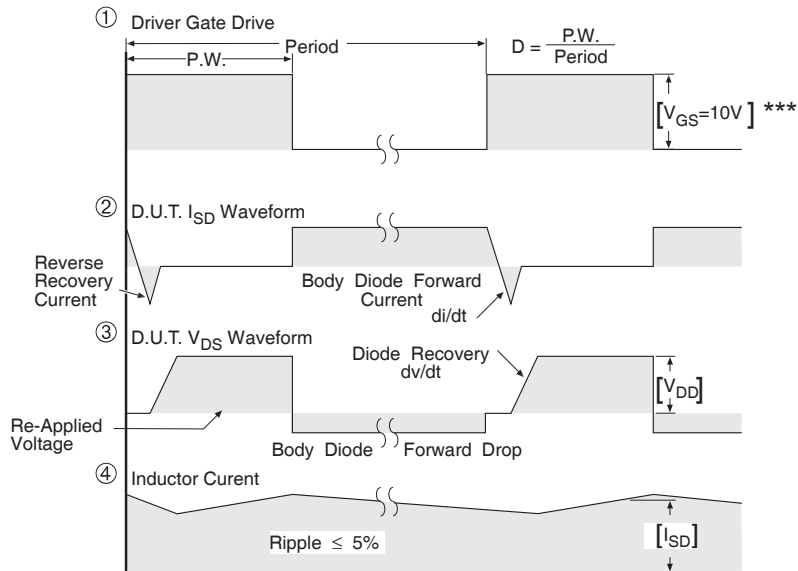 ① Driver Gate Drive
Period
P.W.
D = P.W. / Period
[VGS=10V] ***
② D.U.T. ISD Waveform
Reverse
Recovery
Current
Body Diode Forward
Current
di/dt
③ D.U.T. VDS Waveform
Diode Recovery
dv/dt
[VDD]
Re-Applied
Voltage
Body Diode Forward Drop
④ Inductor Curent
Ripple ≤ 5%
[ISD]